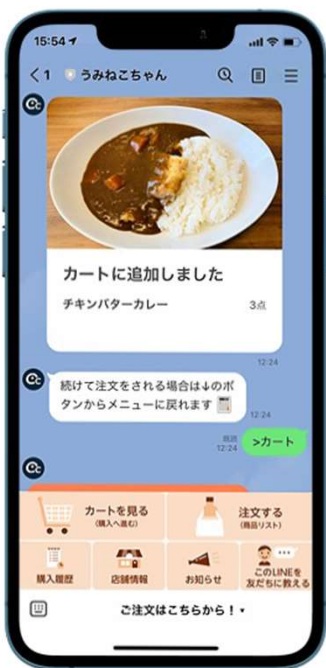 15:54
1 うみねこちゃん
カートに追加しました
チキンバターカレー 3点
12:24
続けて注文をされる場合は↓のボ
タンからメニューに戻れます
12:24
既読
12:24
>カート
カートを見る
(購入へ進む)
注文する
(商品リスト)
購入履歴
店舗情報
お知らせ
このLINEを
友だちに教える
ご注文はこちらから！▾